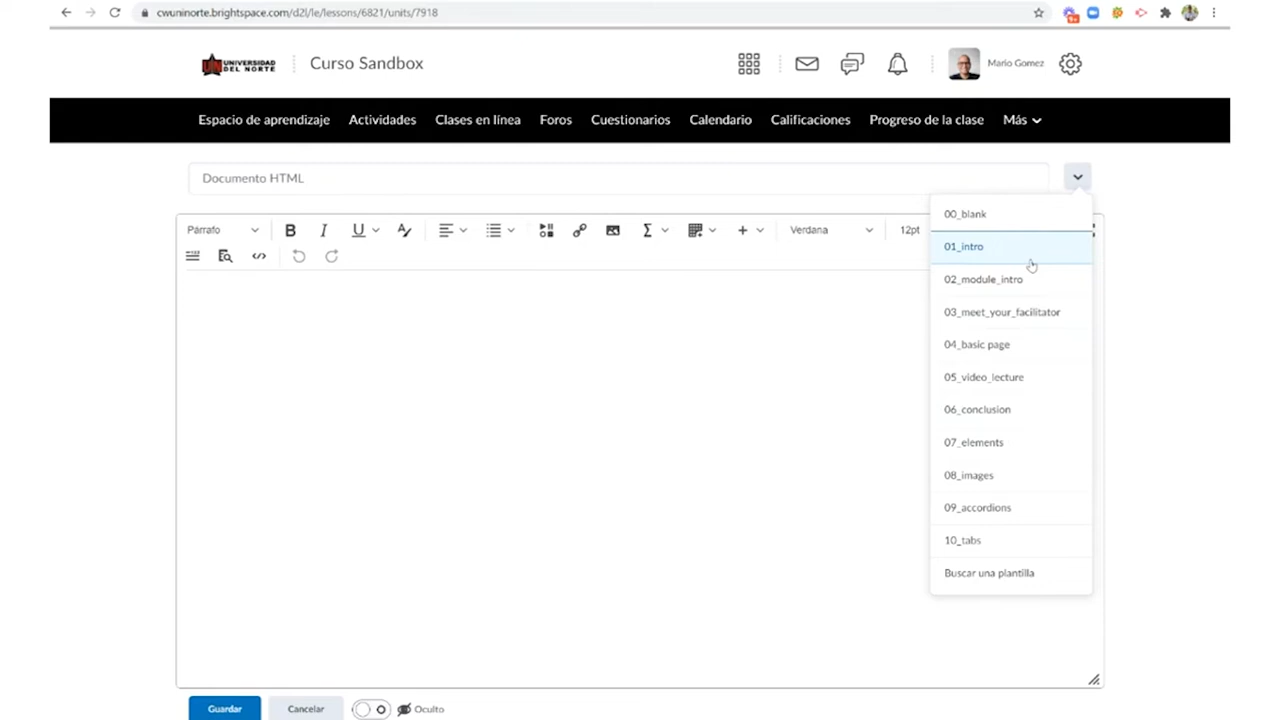 cwuninorte.brightspace.com/d2l/le/lessons/6821/units/7918
UNIVERSIDAD
DEL NORTE
Curso Sandbox
Mario Gomez
Espacio de aprendizaje Actividades Clases en línea Foros Cuestionarios Calendario Calificaciones Progreso de la clase Más
Documento HTML
00_blank
Párrafo B I U Σ + Verdana 12pt
01_intro
02_module_intro
03_meet_your_facilitator
04_basic page
05_video_lecture
06_conclusion
07_elements
08_images
09_accordions
10_tabs
Buscar una plantilla
Guardar Cancelar Oculto